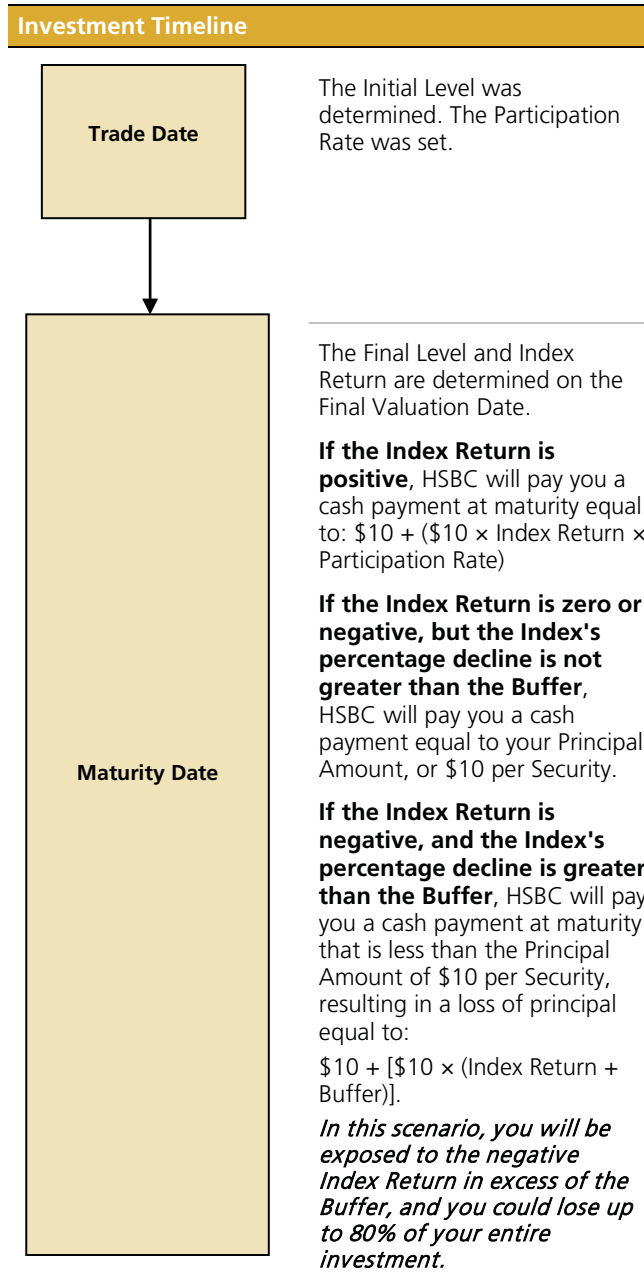 Investment Timeline
Trade Date
The Initial Level was
determined. The Participation
Rate was set.
Maturity Date
The Final Level and Index
Return are determined on the
Final Valuation Date.
If the Index Return is
positive, HSBC will pay you a
cash payment at maturity equal
to: $10 + ($10 × Index Return ×
Participation Rate)
If the Index Return is zero or
negative, but the Index's
percentage decline is not
greater than the Buffer,
HSBC will pay you a cash
payment equal to your Principal
Amount, or $10 per Security.
If the Index Return is
negative, and the Index's
percentage decline is greater
than the Buffer, HSBC will pay
you a cash payment at maturity
that is less than the Principal
Amount of $10 per Security,
resulting in a loss of principal
equal to:
$10 + [$10 × (Index Return +
Buffer)].
In this scenario, you will be
exposed to the negative
Index Return in excess of the
Buffer, and you could lose up
to 80% of your entire
investment.